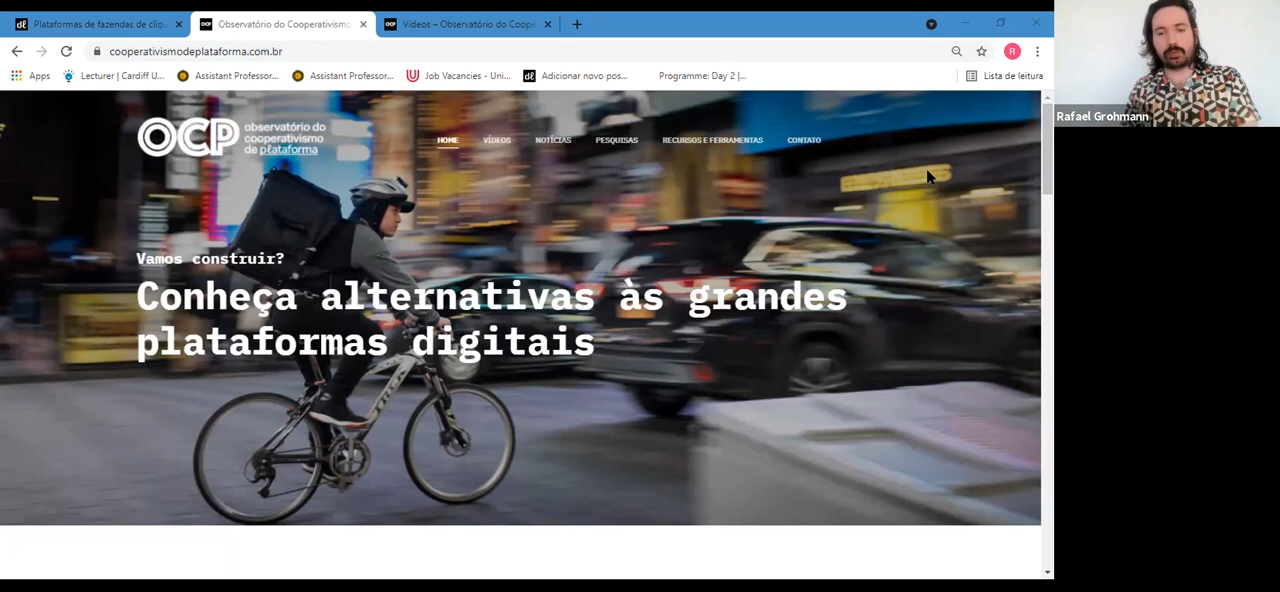 Plataformas de fazendas de cliq
Observatório do Cooperativismo
Vídeos – Observatório do Coope
cooperativismodeplataforma.com.br
R
Apps
Lecturer | Cardiff U...
Assistant Professor...
Assistant Professor...
Job Vacancies - Uni...
Adicionar novo pos...
Programme: Day 2 |...
Lista de leitura
OCP
observatório do
cooperativismo
de plataforma
HOME
VÍDEOS
NOTÍCIAS
PESQUISAS
RECURSOS E FERRAMENTAS
CONTATO
Vamos construir?
Conheça alternativas às grandes
plataformas digitais
TREK
Rafael Grohmann